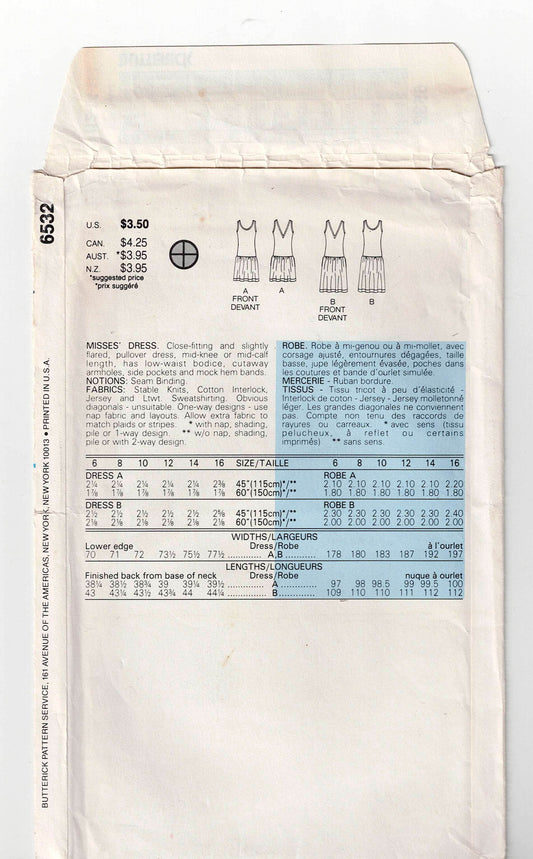 6532
BUTTERICK PATTERN SERVICE, 161 AVENUE OF THE AMERICAS, NEW YORK, NEW YORK 10013 • PRINTED IN U.S.A.
U.S. $3.50
CAN. $4.25
AUST. *$3.95
N.Z. $3.95
*suggested price
*prix suggéré
A A B B
FRONT FRONT
DEVANT DEVANT
MISSES' DRESS. Close-fitting and slightly
flared, pullover dress, mid-knee or mid-calf
length, has low-waist bodice, cutaway
armholes, side pockets and mock hem bands.
NOTIONS: Seam Binding.
FABRICS: Stable Knits, Cotton Interlock,
Jersey and Ltwt. Sweatshirting. Obvious
diagonals - unsuitable. One-way designs - use
nap fabric and layouts. Allow extra fabric to
match plaids or stripes. * with nap, shading,
pile or 1-way design. ** w/o nap, shading,
pile or with 2-way design.
ROBE. Robe à mi-genou ou à mi-mollet, avec
corsage ajusté, entournures dégagées, taille
basse, jupe légèrement évasée, poches dans
les coutures et bande d'ourlet simulée.
MERCERIE - Ruban bordure.
TISSUS - Tissu tricot à peu d'élasticité -
Interlock de coton - Jersey - Jersey molletonné
léger. Les grandes diagonales ne conviennent
pas. Compte non tenu des raccords de
rayures ou carreaux. * avec sens (tissu
pelucheux, à reflet ou certains
imprimés) ** sans sens.
6 8 10 12 14 16 SIZE/TAILLE 6 8 10 12 14 16
DRESS A ROBE A
2¼ 2¼ 2¼ 2¼ 2¼ 2⅜ 45"(115cm)*/** 2.10 2.10 2.10 2.10 2.10 2.20
1⅞ 1⅞ 1⅞ 1⅞ 1⅞ 1⅞ 60"(150cm)*/** 1.80 1.80 1.80 1.80 1.80 1.80
DRESS B ROBE B
2½ 2½ 2½ 2½ 2½ 2⅝ 45"(115cm)*/** 2.30 2.30 2.30 2.30 2.30 2.40
2⅛ 2⅛ 2⅛ 2⅛ 2⅛ 2⅛ 60"(150cm)*/** 2.00 2.00 2.00 2.00 2.00 2.00
WIDTHS/LARGEURS
Lower edge Dress/Robe à l'ourlet
70 71 72 73½ 75½ 77½ ............ A,B ............ 178 180 183 187 192 197
LENGTHS/LONGUEURS
Finished back from base of neck Dress/Robe nuque à ourlet
38¼ 38½ 38¾ 39 39¼ 39½ ............ A ............ 97 98 98.5 99 99.5 100
43 43¼ 43½ 43¾ 44 44¼ ............ B ............ 109 110 110 111 112 112